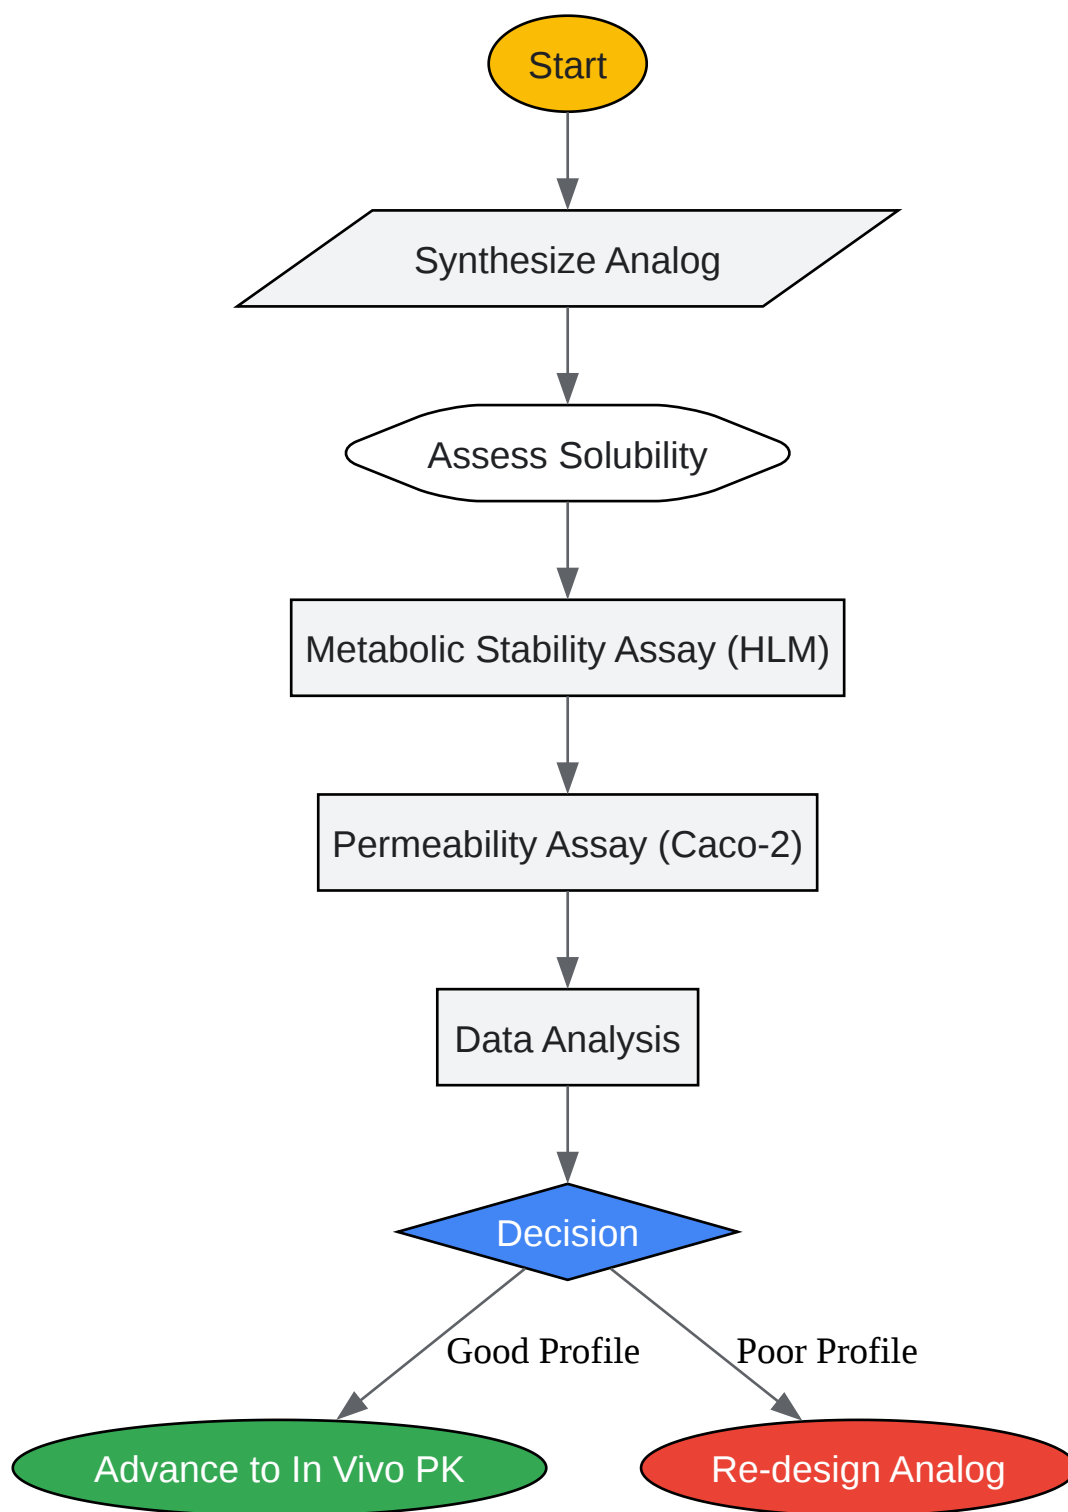 Start
Synthesize Analog
Assess Solubility
Metabolic Stability Assay (HLM)
Permeability Assay (Caco-2)
Data Analysis
Decision
Good Profile
Poor Profile
Advance to In Vivo PK
Re-design Analog